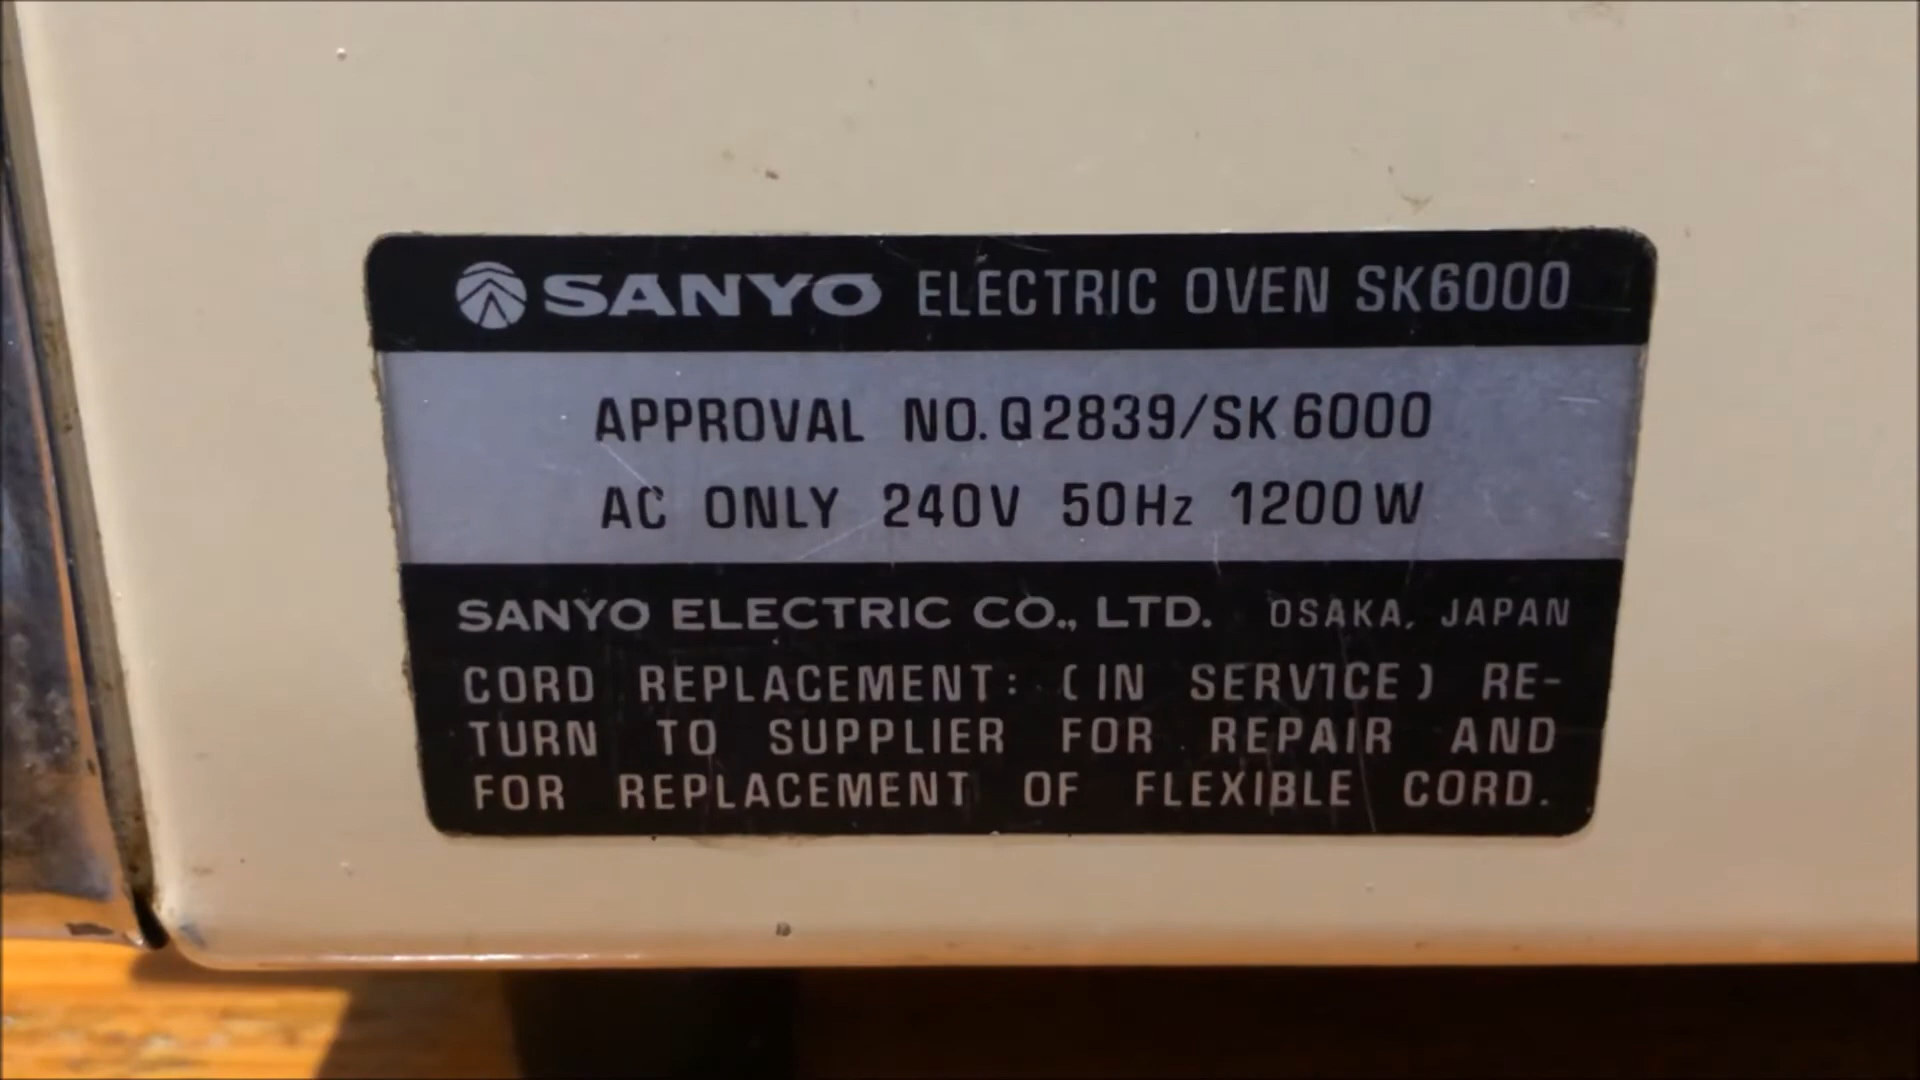 SANYO ELECTRIC OVEN SK6000
APPROVAL NO. Q2839/SK6000
AC ONLY 240V 50Hz 1200W
SANYO ELECTRIC CO., LTD. OSAKA, JAPAN
CORD REPLACEMENT: (IN SERVICE) RE-
TURN TO SUPPLIER FOR REPAIR AND
FOR REPLACEMENT OF FLEXIBLE CORD.